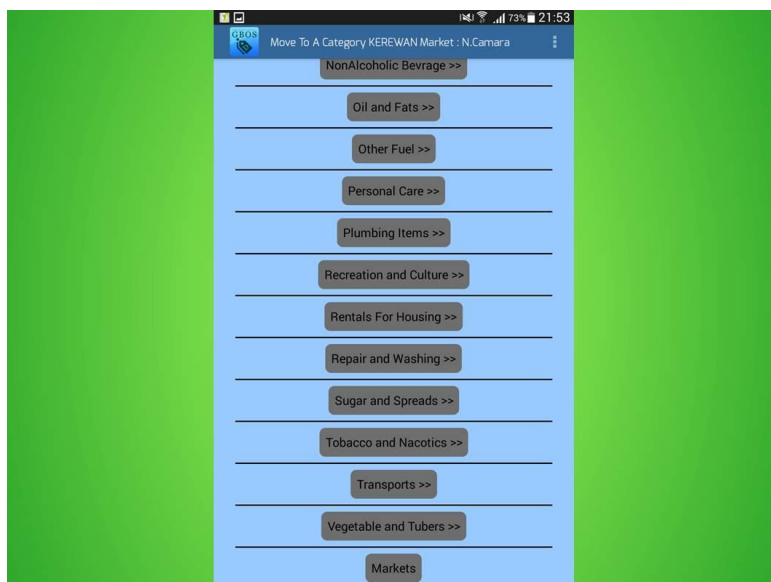 73% 21:53
GBOS
Move To A Category KEREWAN Market : N.Camara
NonAlcoholic Bevrage >>
Oil and Fats >>
Other Fuel >>
Personal Care >>
Plumbing Items >>
Recreation and Culture >>
Rentals For Housing >>
Repair and Washing >>
Sugar and Spreads >>
Tobacco and Nacotics >>
Transports >>
Vegetable and Tubers >>
Markets